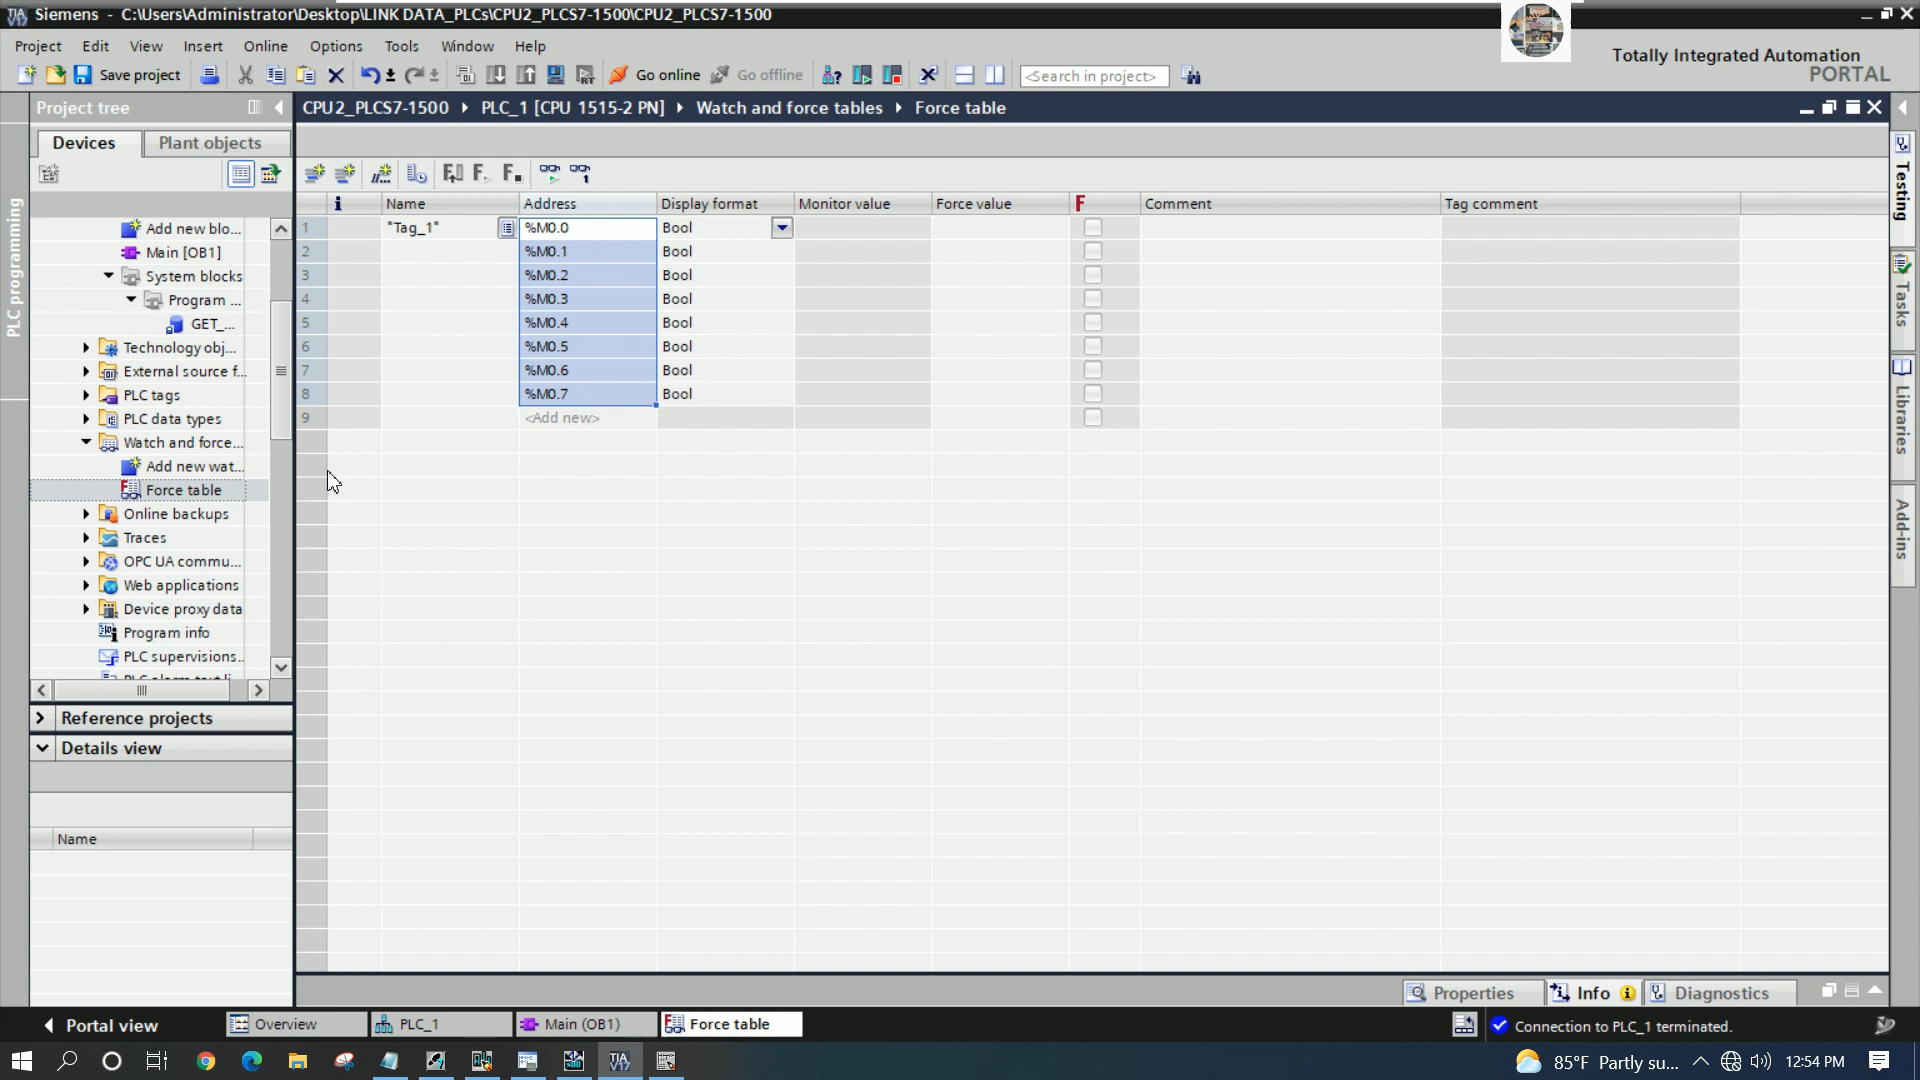 Siemens - C:\Users\Administrator\Desktop\LINK DATA_PLCs\CPU2_PLCS7-1500\CPU2_PLCS7-1500
Project Edit View Insert Online Options Tools Window Help
Totally Integrated Automation
PORTAL
Save project
Go online
Go offline
<Search in project>
Project tree
CPU2_PLCS7-1500 PLC_1 [CPU 1515-2 PN] Watch and force tables Force table
Devices
Plant objects
i Name Address Display format Monitor value Force value F Comment Tag comment
1 "Tag_1" %M0.0 Bool
2 %M0.1 Bool
3 %M0.2 Bool
4 %M0.3 Bool
5 %M0.4 Bool
6 %M0.5 Bool
7 %M0.6 Bool
8 %M0.7 Bool
9 <Add new>
Add new blo...
Main [OB1]
System blocks
Program ...
GET_...
Technology obj...
External source f...
PLC tags
PLC data types
Watch and force...
Add new wat...
Force table
Online backups
Traces
OPC UA commu...
Web applications
Device proxy data
Program info
PLC supervisions..
Reference projects
Details view
Name
PLC programming
Testing
Tasks
Libraries
Add-ins
Properties
Info
Diagnostics
Portal view
Overview
PLC_1
Main (OB1)
Force table
Connection to PLC_1 terminated.
TIA
V17
85°F Partly su...
12:54 PM